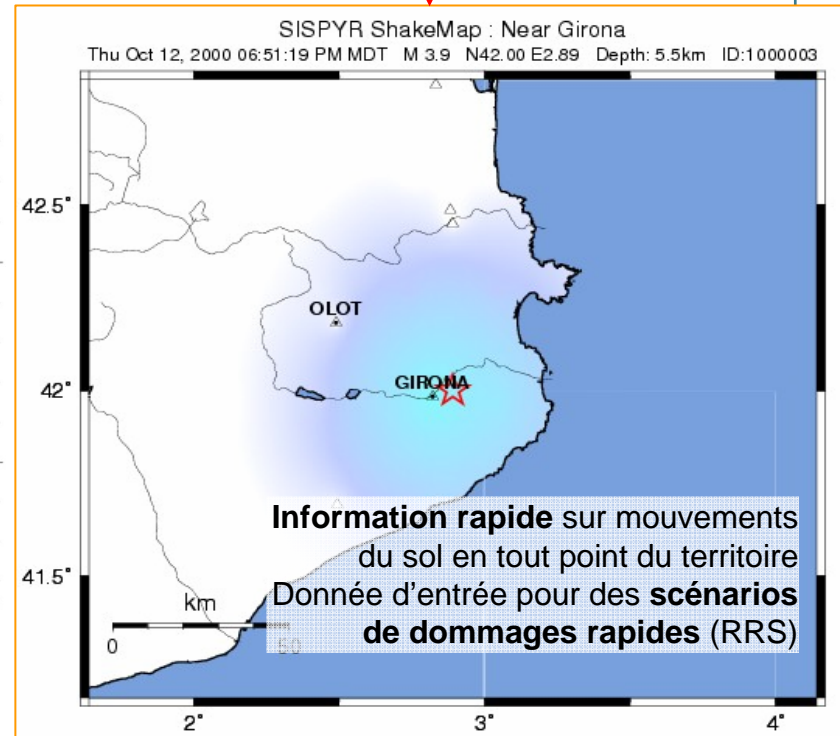 SISPYR ShakeMap : Near Girona
Thu Oct 12, 2000 06:51:19 PM MDT M 3.9 N42.00 E2.89 Depth: 5.5km ID:1000003
42.5°
OLOT
42°
GIRONA
Information rapide sur mouvements
du sol en tout point du territoire
41.5°
km
Donnée d'entrée pour des scénarios
de dommages rapides (RRS)
0
50
2°
3°
4°